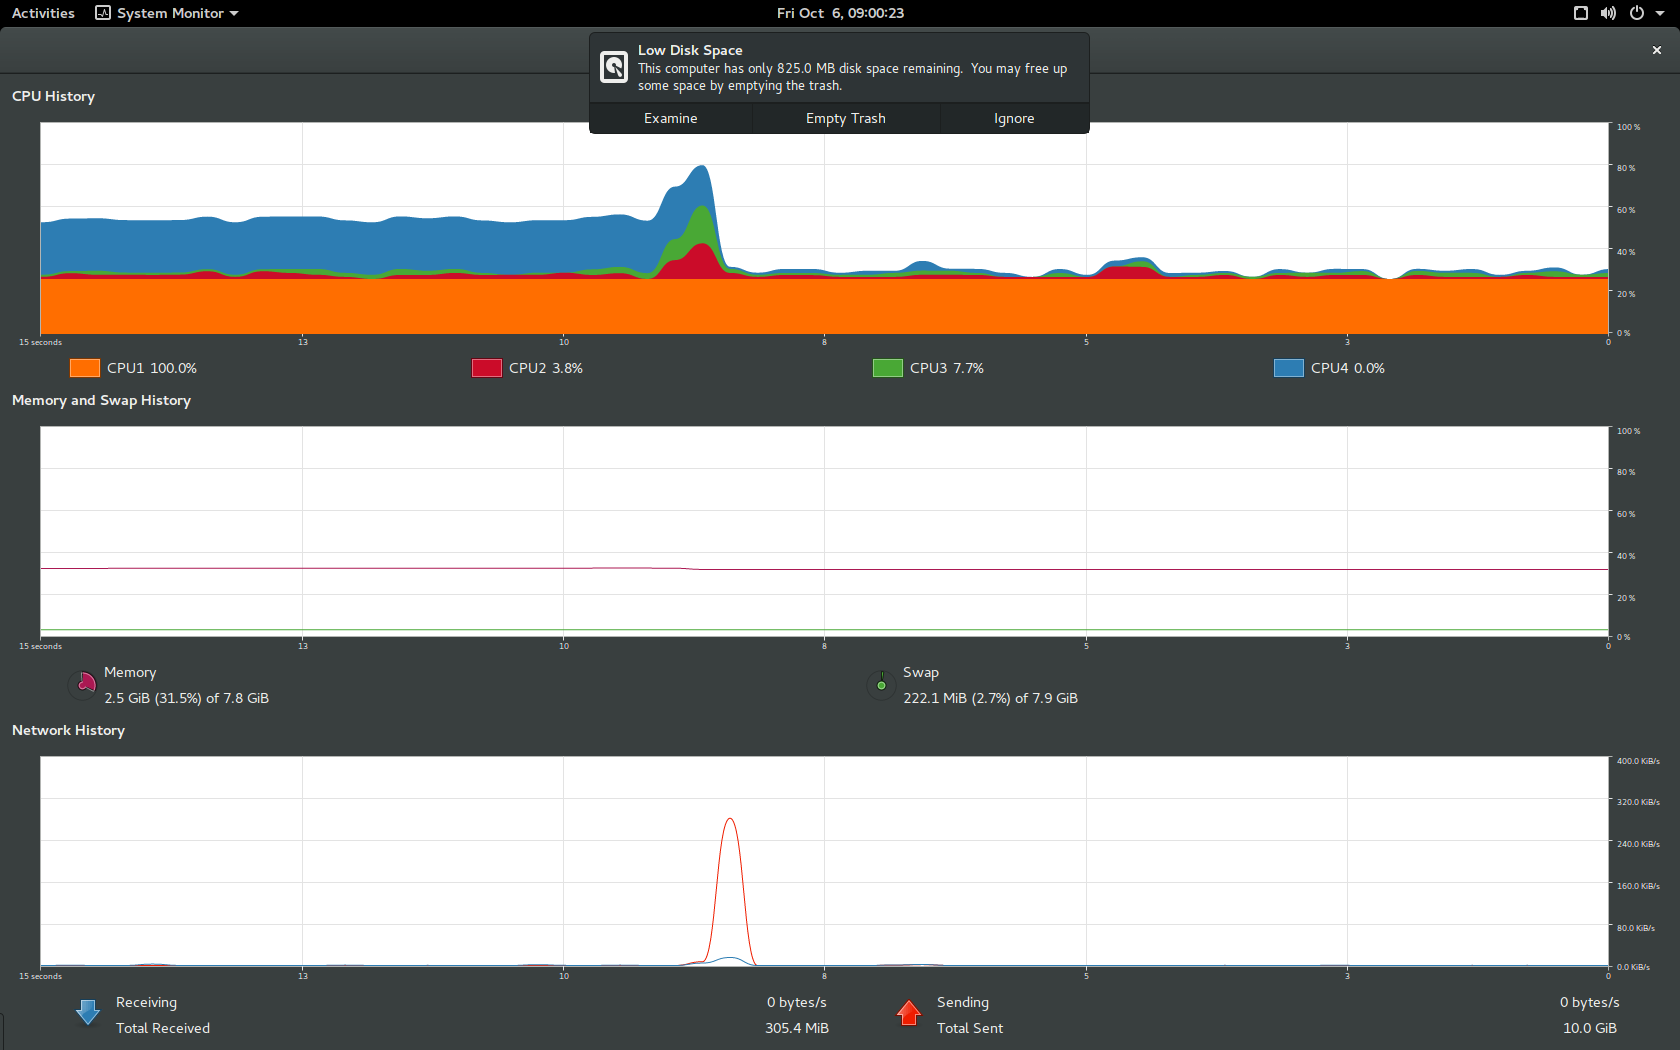 Activities System Monitor Fri Oct 6, 09:00:23
Low Disk Space
This computer has only 825.0 MB disk space remaining. You may free up
some space by emptying the trash.
Examine Empty Trash Ignore
CPU History
100 %
80 %
60 %
40 %
20 %
0 %
15 seconds 13 10 8 5 3 0
CPU1 100.0% CPU2 3.8% CPU3 7.7% CPU4 0.0%
Memory and Swap History
100 %
80 %
60 %
40 %
20 %
0 %
15 seconds 13 10 8 5 3 0
Memory
2.5 GiB (31.5%) of 7.8 GiB
Swap
222.1 MiB (2.7%) of 7.9 GiB
Network History
400.0 KiB/s
320.0 KiB/s
240.0 KiB/s
160.0 KiB/s
80.0 KiB/s
0.0 KiB/s
15 seconds 13 10 8 5 3 0
Receiving 0 bytes/s
Total Received 305.4 MiB
Sending 0 bytes/s
Total Sent 10.0 GiB